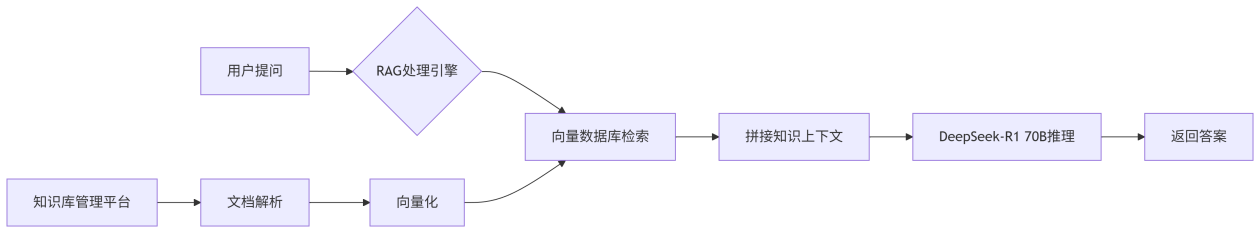 用户提问
RAG处理引擎
向量数据库检索
拼接知识上下文
DeepSeek-R1 70B推理
返回答案
知识库管理平台
文档解析
向量化